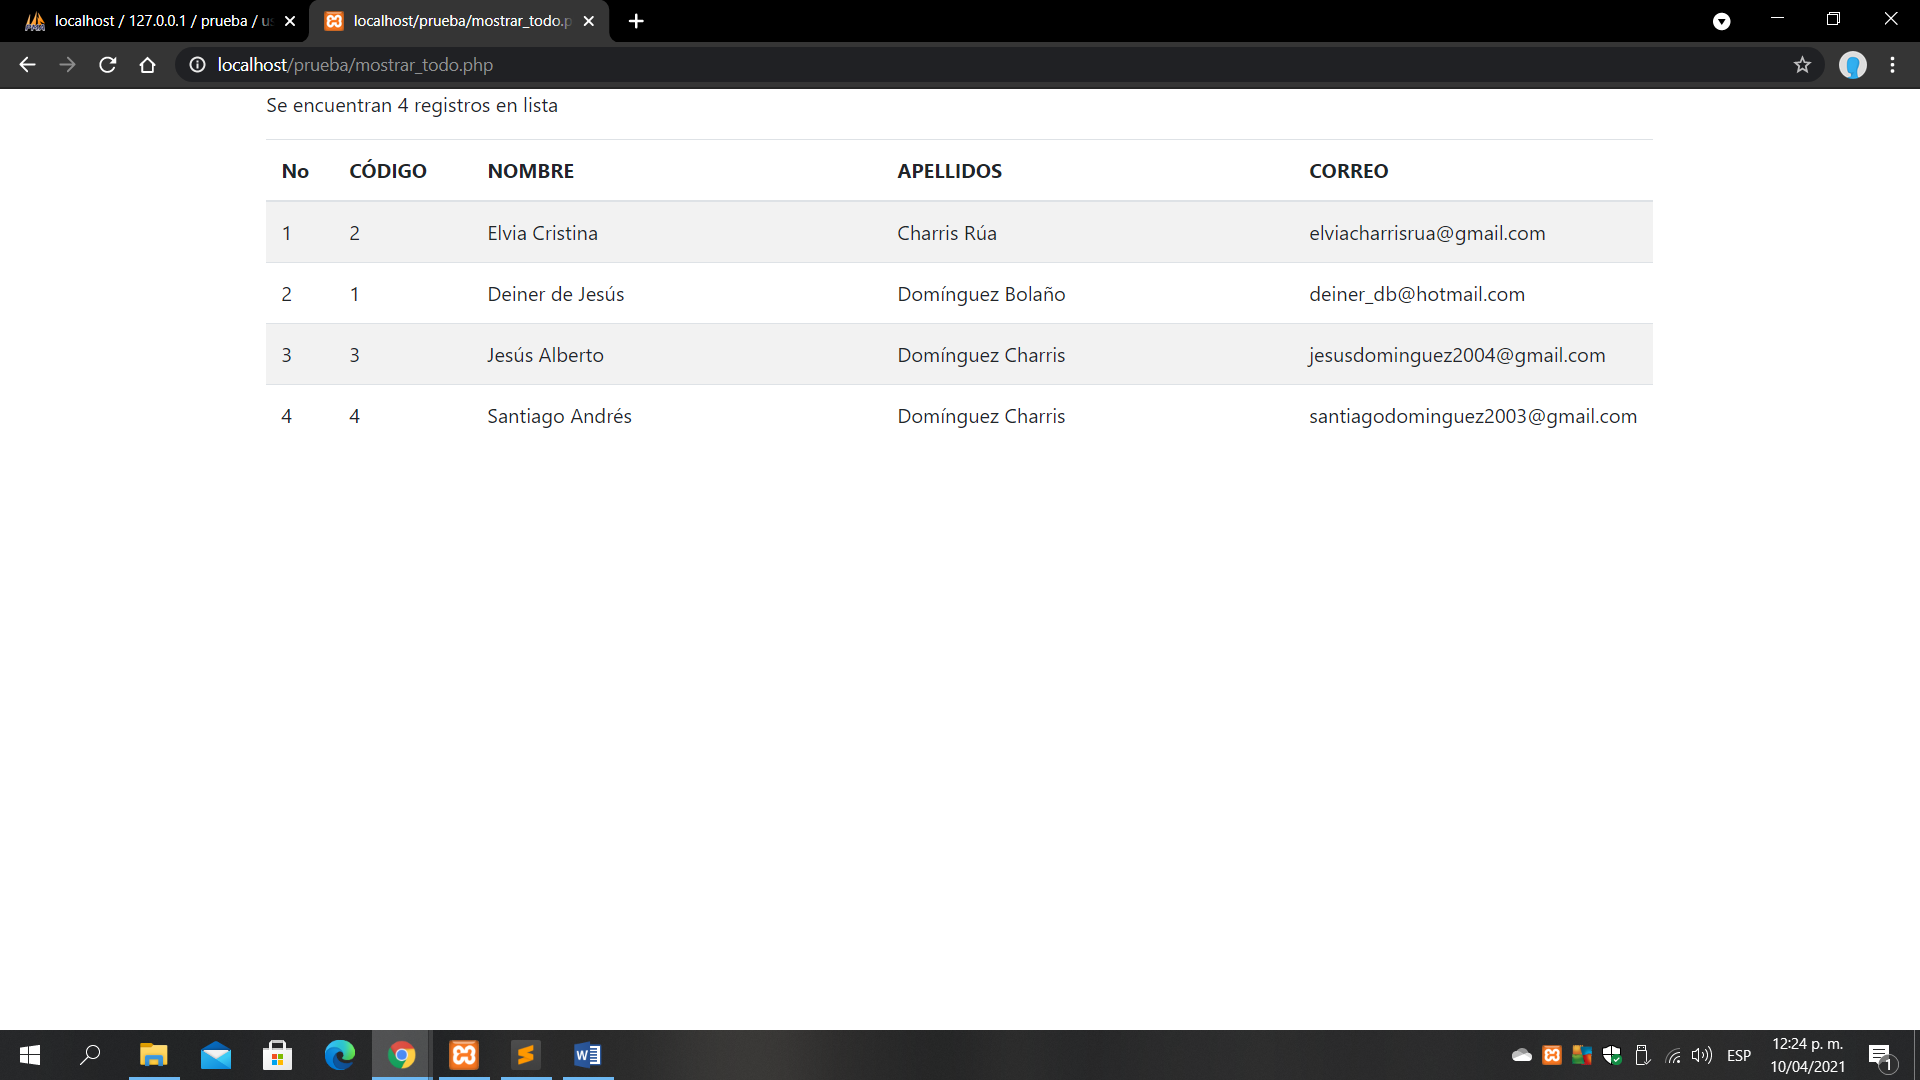 localhost / 127.0.0.1 / prueba / us
localhost/prueba/mostrar_todo.p
localhost/prueba/mostrar_todo.php
Se encuentran 4 registros en lista
No CÓDIGO NOMBRE APELLIDOS CORREO
1 2 Elvia Cristina Charris Rúa elviacharrisrua@gmail.com
2 1 Deiner de Jesús Domínguez Bolaño deiner_db@hotmail.com
3 3 Jesús Alberto Domínguez Charris jesusdominguez2004@gmail.com
4 4 Santiago Andrés Domínguez Charris santiagodominguez2003@gmail.com
ESP
12:24 p. m.
10/04/2021
1